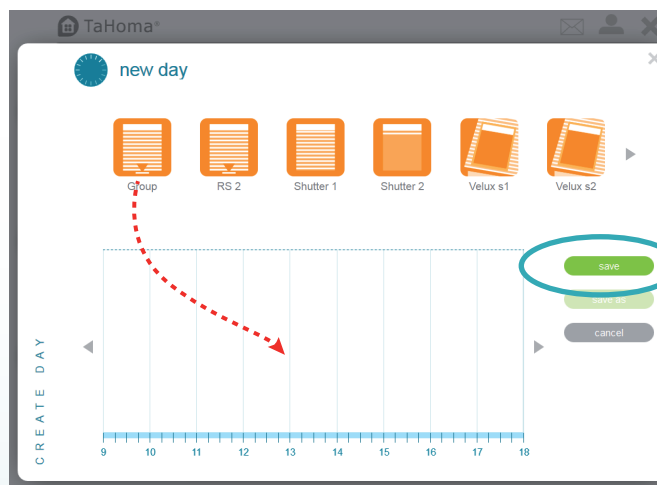 TaHoma®
new day
Group RS 2 Shutter 1 Shutter 2 Velux s1 Velux s2
save
save as
cancel
CREATE DAY
9 10 11 12 13 14 15 16 17 18